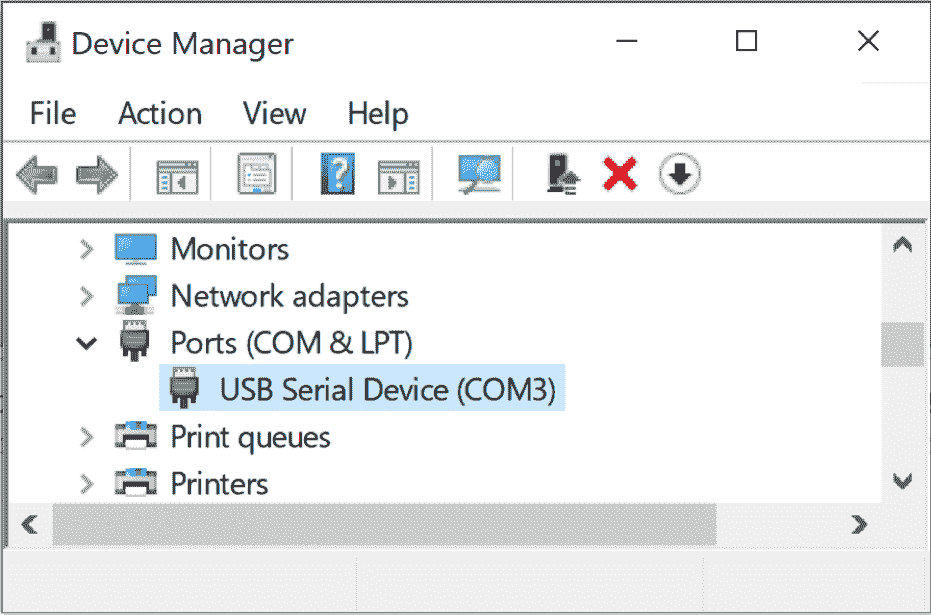 Device Manager
File Action View Help
Monitors
Network adapters
Ports (COM & LPT)
USB Serial Device (COM3)
Print queues
Printers